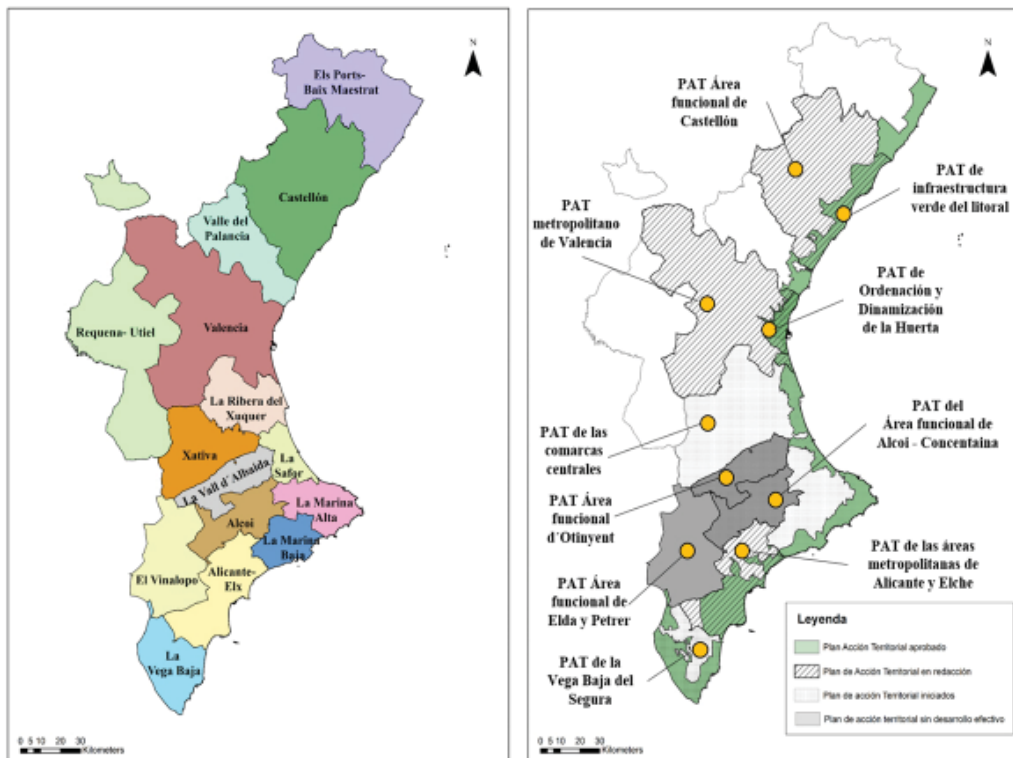 N
Els Ports-
Baix Maestrat
Castellón
Valle del
Palancia
Requena- Utiel
Valencia
La Ribera del
Xuquer
Xativa
La
Safor
La Vall d´Albaida
La Marina
Alta
Alcoi
La Marina
Baja
El Vinalopo
Alicante-
Elx
La
Vega Baja
0 5 10 20 30
Kilometers
N
PAT Área
funcional de
Castellón
PAT de
infraestructura
verde del litoral
PAT
metropolitano
de Valencia
PAT de
Ordenación y
Dinamización
de la Huerta
PAT del
Área funcional de
Alcoi - Concentaina
PAT de las
comarcas
centrales
PAT Área
funcional
d´Otinyent
PAT de las áreas
metropolitanas de
Alicante y Elche
PAT Área
funcional de
Elda y Petrer
PAT de la
Vega Baja del
Segura
Leyenda
Plan Acción Territorial aprobado
Plan de Acción Territorial en redacción
Plan de acción Territorial iniciados
Plan de acción territorial sin desarrollo efectivo
0 5 10 20 30
Kilometers